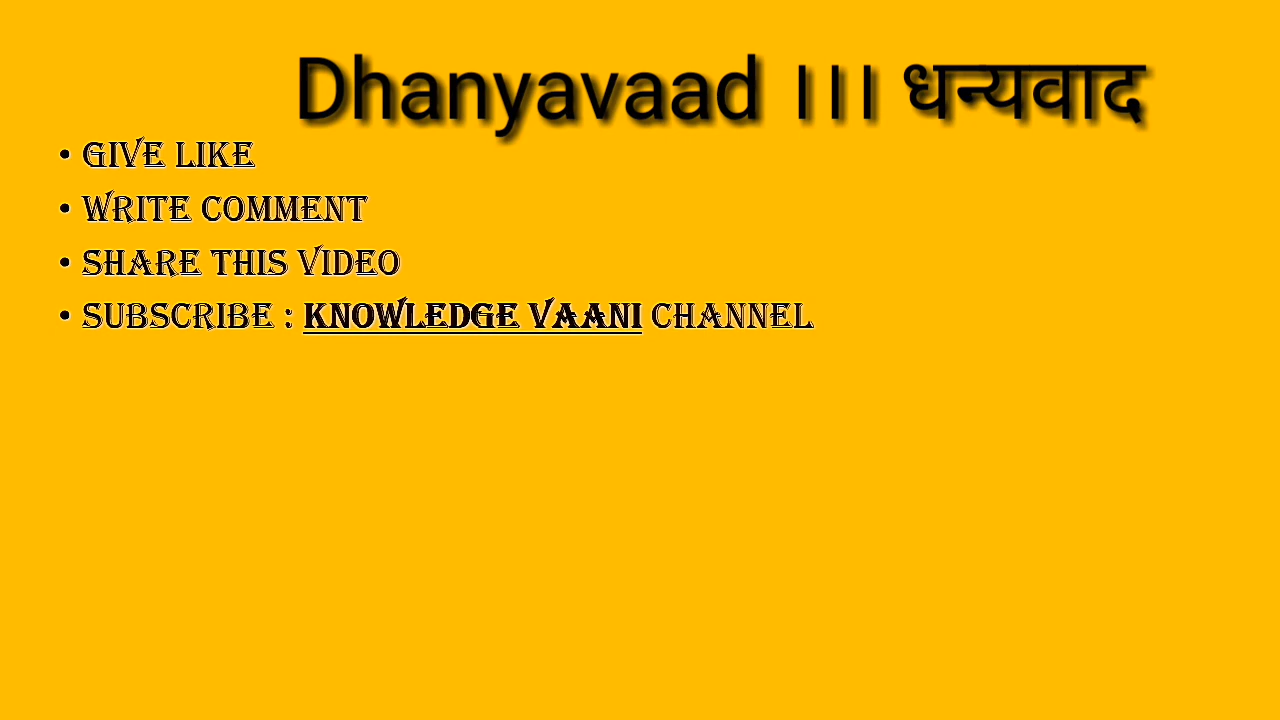 Dhanyavaad ।।। धन्यवाद
• GIVE LIKE
• WRITE COMMENT
• SHARE THIS VIDEO
• SUBSCRIBE : KNOWLEDGE VAANI CHANNEL